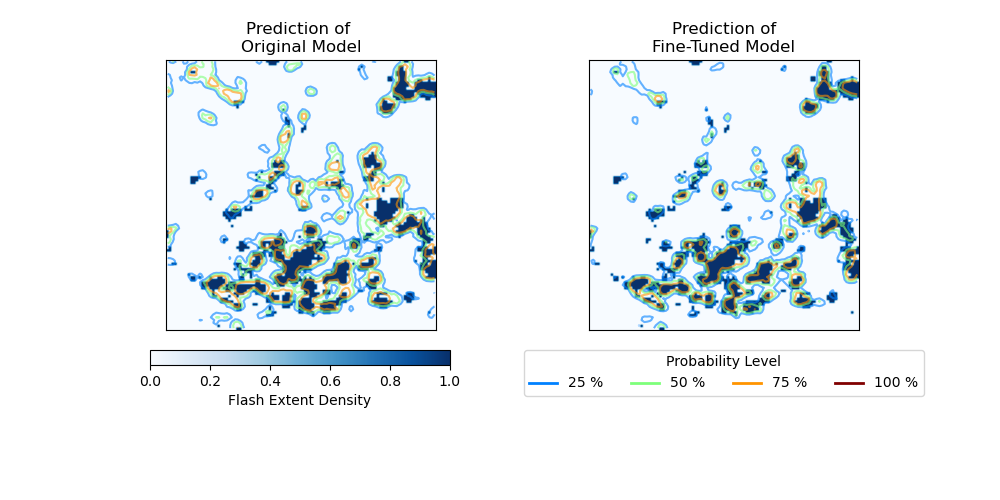 Prediction of
Original Model
Prediction of
Fine-Tuned Model
0.0 0.2 0.4 0.6 0.8 1.0
Flash Extent Density
Probability Level
25 % 50 % 75 % 100 %